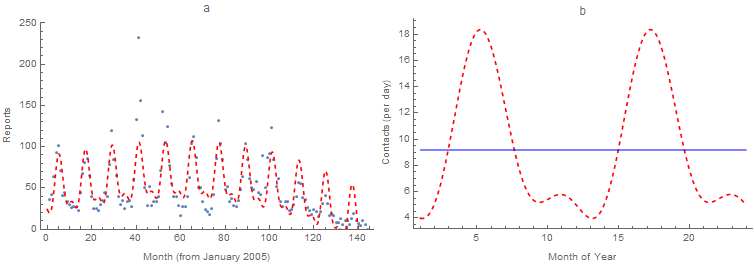 a
250
200
150
100
50
0
Reports
0 20 40 60 80 100 120 140
Month (from January 2005)
b
18
16
14
12
10
8
6
4
Contacts (per day)
5 10 15 20
Month of Year